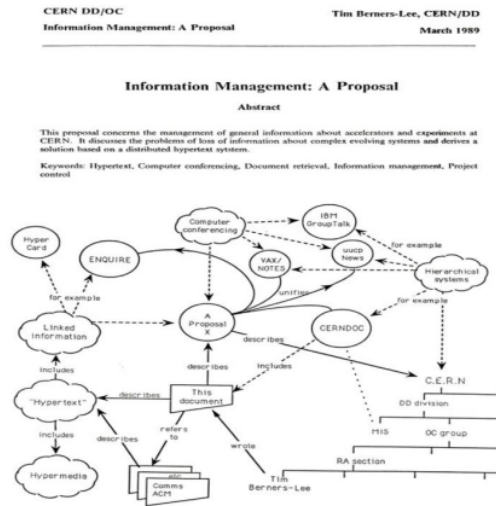 CERN DD/OC
Tim Berners-Lee, CERN/DD
Information Management: A Proposal
March 1989
Information Management: A Proposal
Abstract
This proposal concerns the management of general information about accelerators and experiments at
CERN. It discusses the problems of loss of information about complex evolving systems and derives a
solution based on a distributed hypertext system.
Keywords: Hypertext, Computer conferencing, Document retrieval, Information management, Project
control
Computer
conferencing
IBM
GroupTalk
Hyper
Card
ENQUIRE
VAX/
NOTES
uucp
News
for example
Hierarchical
systems
for example
unifies
Linked
information
A
Proposal
X
CERNDOC
for example
describes
includes
describes
includes
C.E.R.N
"Hypertext"
describes
This
document
DD division
includes
describes
refers
to
wrote
MIS
OC group
RA section
Hypermedia
etc
Comms
ACM
Tim
Berners-Lee